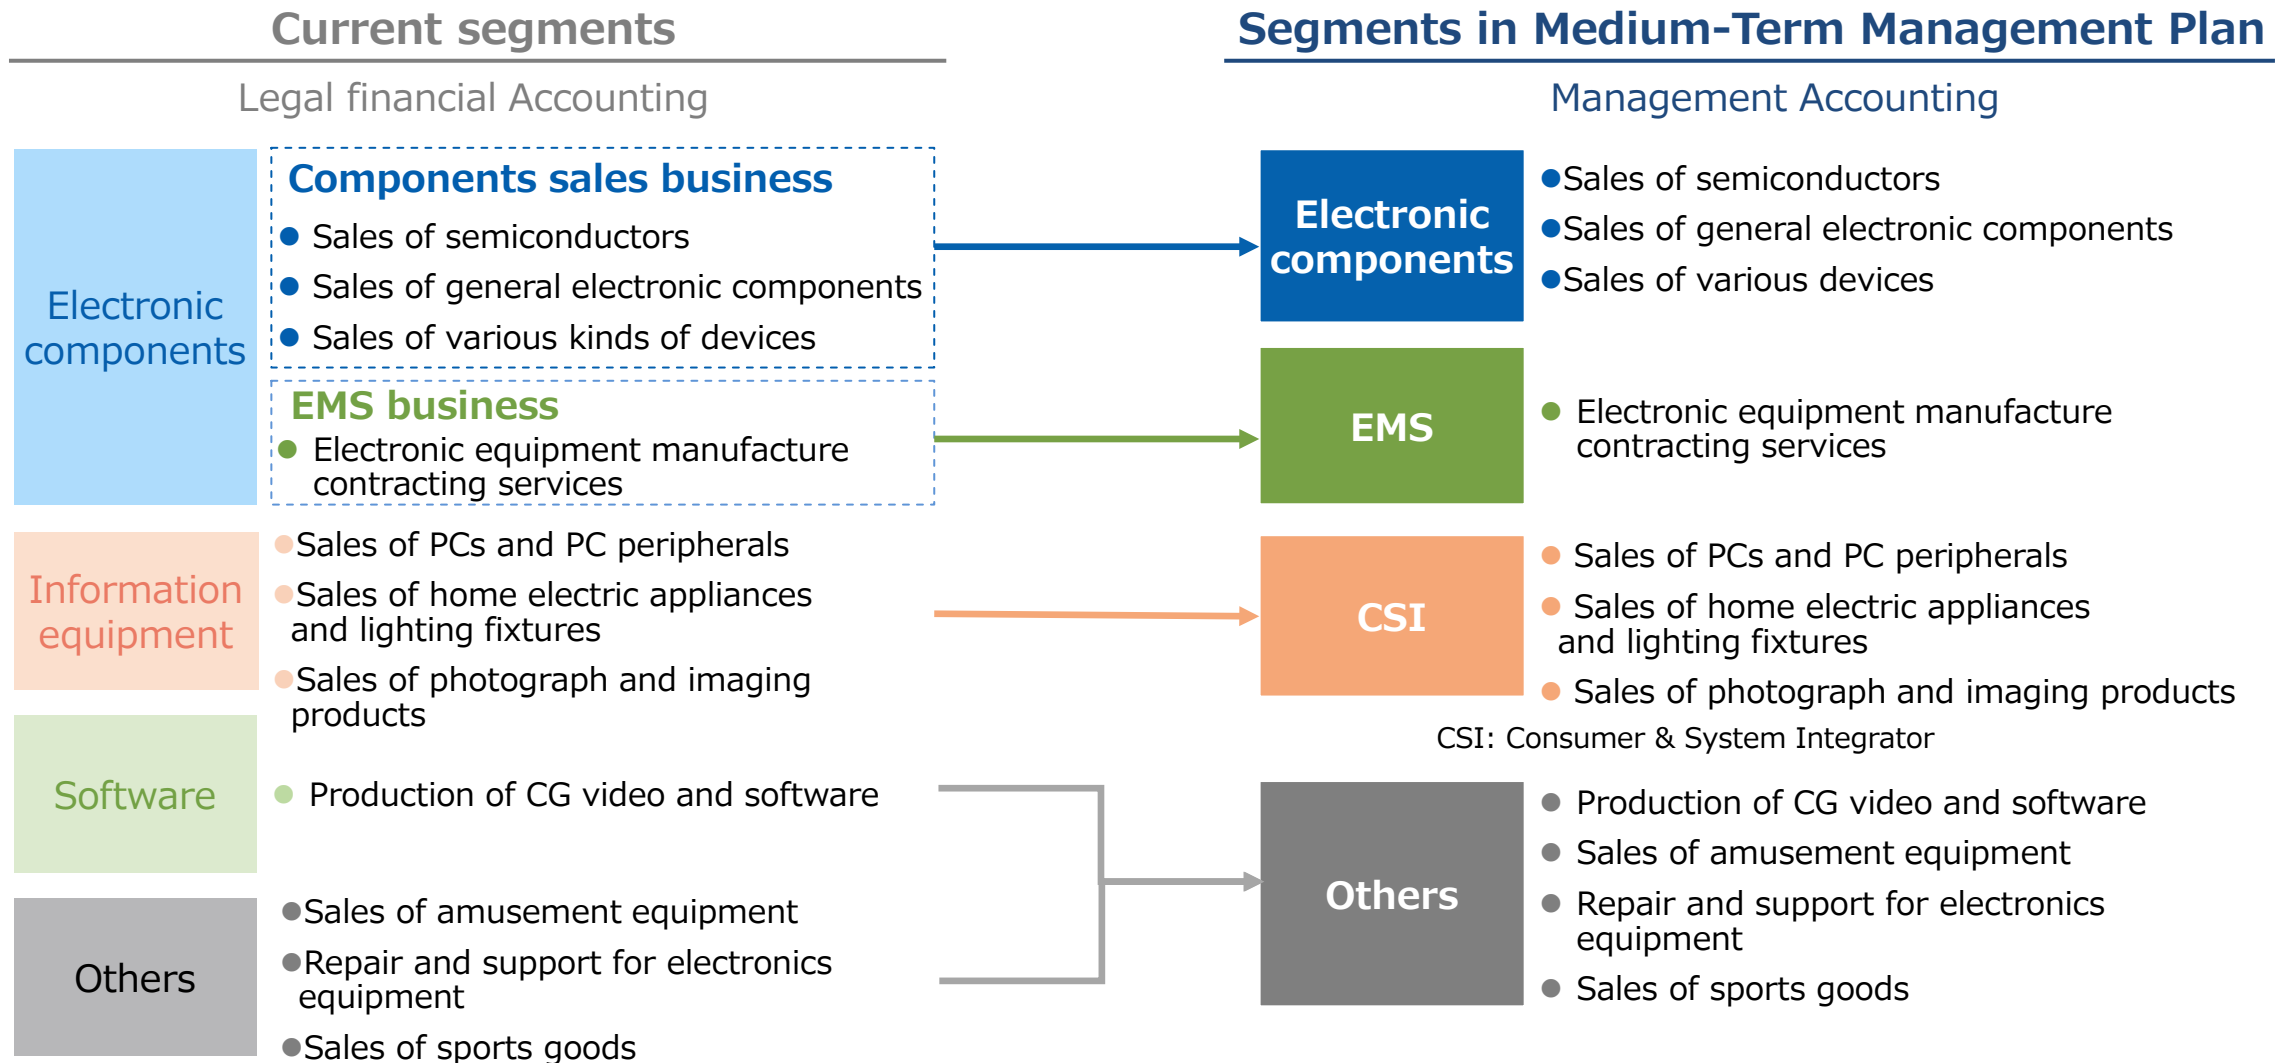 Current segments
Legal financial Accounting
Electronic
components
Components sales business
● Sales of semiconductors
● Sales of general electronic components
● Sales of various kinds of devices
EMS business
● Electronic equipment manufacture
contracting services
Information
equipment
●Sales of PCs and PC peripherals
●Sales of home electric appliances
and lighting fixtures
●Sales of photograph and imaging
products
Software
● Production of CG video and software
Others
●Sales of amusement equipment
●Repair and support for electronics
equipment
●Sales of sports goods
Segments in Medium-Term Management Plan
Management Accounting
Electronic
components
●Sales of semiconductors
●Sales of general electronic components
●Sales of various devices
EMS
● Electronic equipment manufacture
contracting services
CSI
● Sales of PCs and PC peripherals
● Sales of home electric appliances
and lighting fixtures
● Sales of photograph and imaging products
CSI: Consumer & System Integrator
Others
● Production of CG video and software
● Sales of amusement equipment
● Repair and support for electronics
equipment
● Sales of sports goods